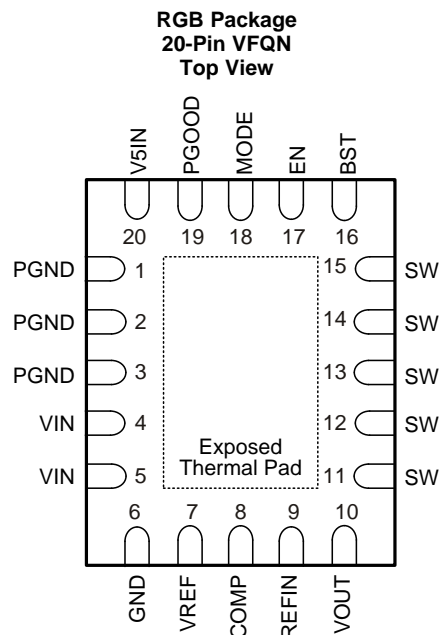 RGB Package
20-Pin VFQN
Top View
V5IN
PGOOD
MODE
EN
BST
20
19
18
17
16
PGND
1
15
SW
PGND
2
14
SW
PGND
3
13
SW
VIN
4
12
SW
VIN
5
11
SW
Exposed
Thermal Pad
6
7
8
9
10
GND
VREF
COMP
REFIN
VOUT